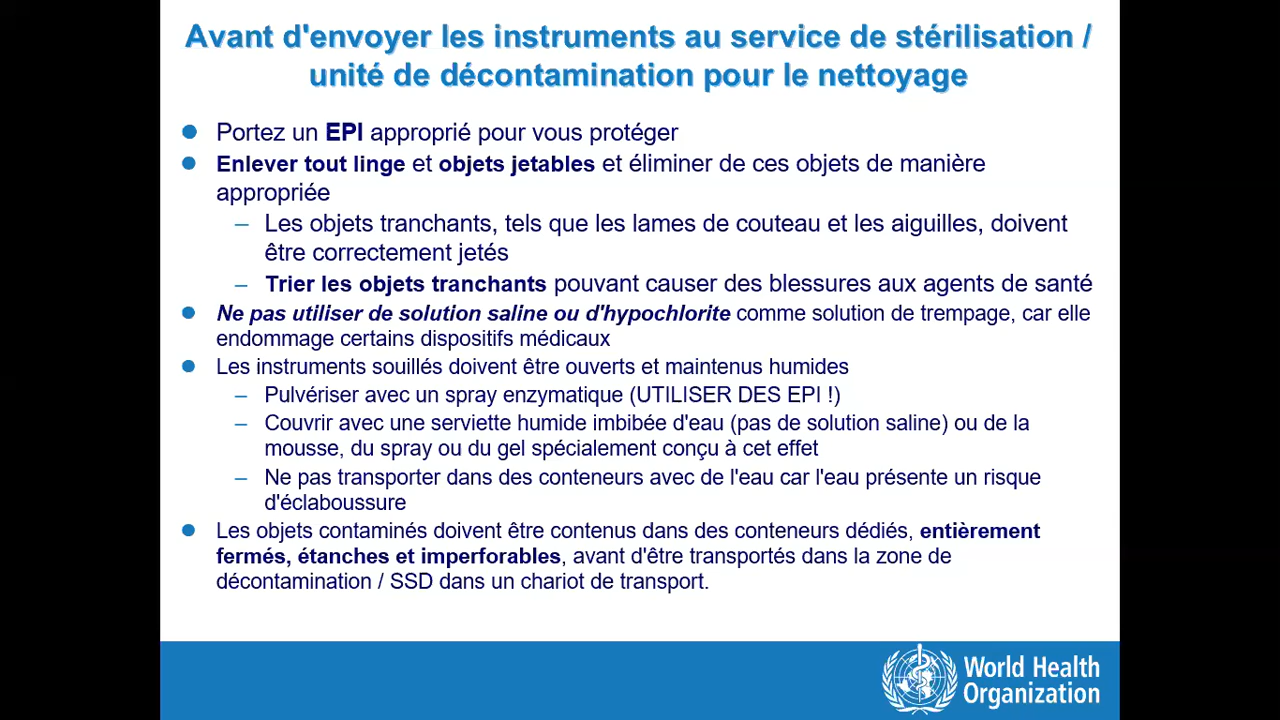 Avant d'envoyer les instruments au service de stérilisation /
unité de décontamination pour le nettoyage
● Portez un EPI approprié pour vous protéger
● Enlever tout linge et objets jetables et éliminer de ces objets de manière
appropriée
– Les objets tranchants, tels que les lames de couteau et les aiguilles, doivent
être correctement jetés
– Trier les objets tranchants pouvant causer des blessures aux agents de santé
● Ne pas utiliser de solution saline ou d'hypochlorite comme solution de trempage, car elle
endommage certains dispositifs médicaux
● Les instruments souillés doivent être ouverts et maintenus humides
– Pulvériser avec un spray enzymatique (UTILISER DES EPI !)
– Couvrir avec une serviette humide imbibée d'eau (pas de solution saline) ou de la
mousse, du spray ou du gel spécialement conçu à cet effet
– Ne pas transporter dans des conteneurs avec de l'eau car l'eau présente un risque
d'éclaboussure
● Les objets contaminés doivent être contenus dans des conteneurs dédiés, entièrement
fermés, étanches et imperforables, avant d'être transportés dans la zone de
décontamination / SSD dans un chariot de transport.
World Health
Organization